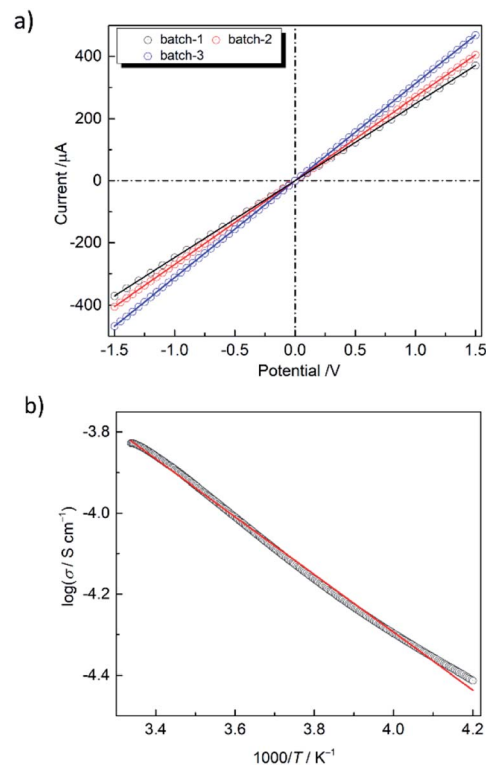 a)
batch-1 batch-2
batch-3
400
200
0
-200
-400
Current /μA
-1.5 -1.0 -0.5 0.0 0.5 1.0 1.5
Potential /V
b)
-3.8
-4.0
-4.2
-4.4
log(σ / S cm⁻¹)
3.4 3.6 3.8 4.0 4.2
1000/T / K⁻¹